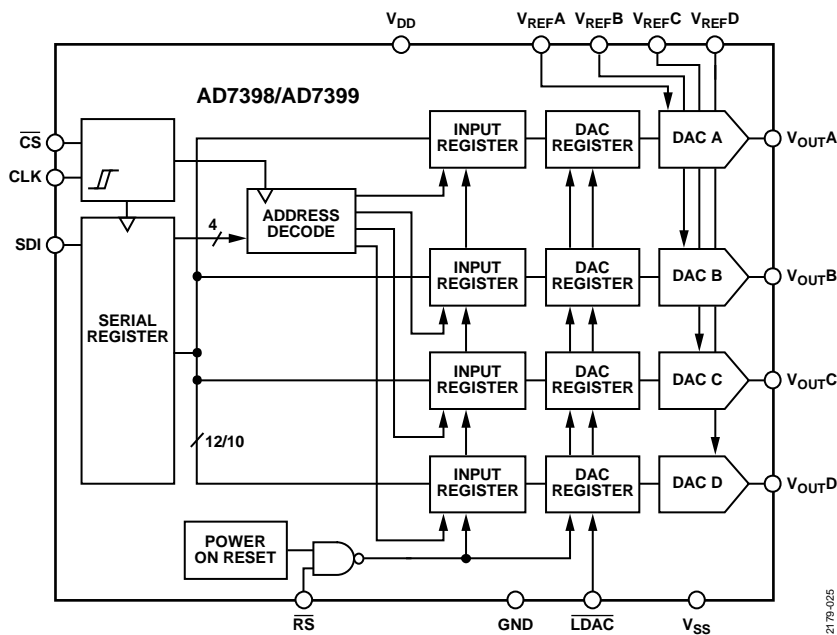 VDD
VREFA
VREFB
VREFC
VREFD
AD7398/AD7399
CS
CLK
SDI
SERIAL
REGISTER
4
12/10
ADDRESS
DECODE
INPUT
REGISTER
DAC
REGISTER
DAC A
VOUTA
INPUT
REGISTER
DAC
REGISTER
DAC B
VOUTB
INPUT
REGISTER
DAC
REGISTER
DAC C
VOUTC
INPUT
REGISTER
DAC
REGISTER
DAC D
VOUTD
POWER
ON RESET
RS
GND
LDAC
VSS
2179-025